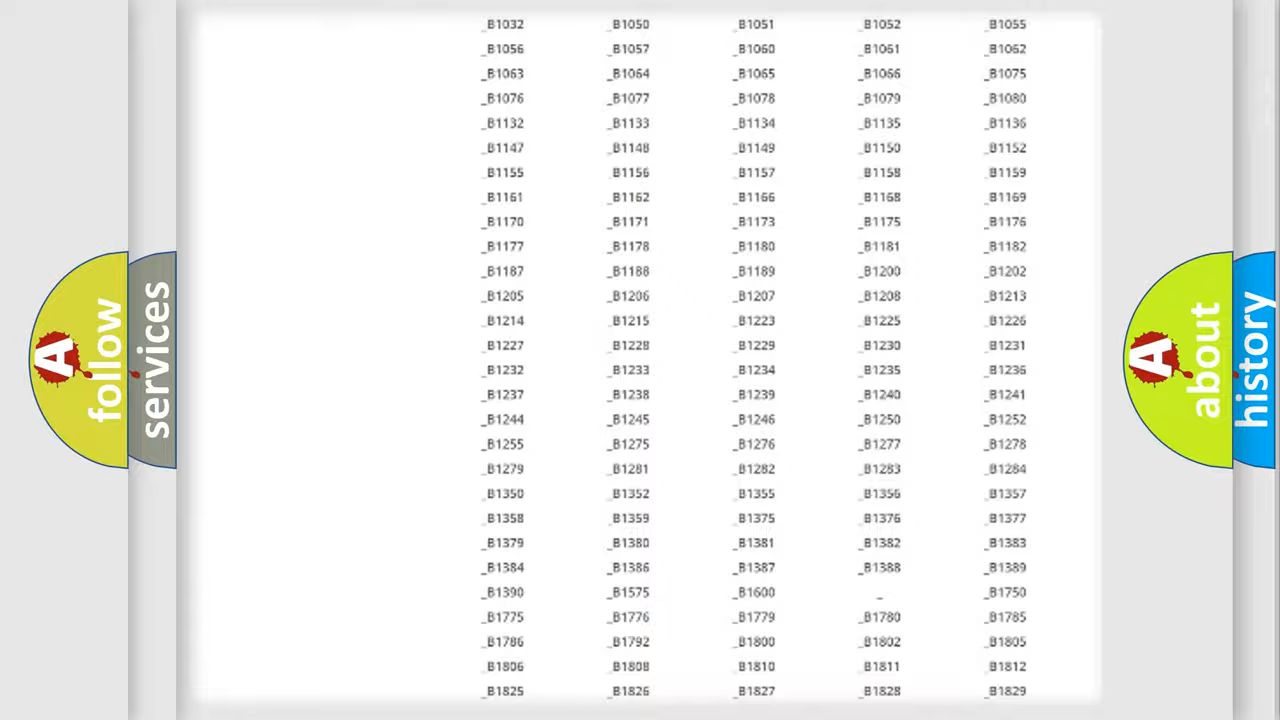 _B1032 _B1050 _B1051 _B1052 _B1055
_B1056 _B1057 _B1060 _B1061 _B1062
_B1063 _B1064 _B1065 _B1066 _B1075
_B1076 _B1077 _B1078 _B1079 _B1080
_B1132 _B1133 _B1134 _B1135 _B1136
_B1147 _B1148 _B1149 _B1150 _B1152
_B1155 _B1156 _B1157 _B1158 _B1159
_B1161 _B1162 _B1166 _B1168 _B1169
_B1170 _B1171 _B1173 _B1175 _B1176
_B1177 _B1178 _B1180 _B1181 _B1182
_B1187 _B1188 _B1189 _B1200 _B1202
_B1205 _B1206 _B1207 _B1208 _B1213
_B1214 _B1215 _B1223 _B1225 _B1226
_B1227 _B1228 _B1229 _B1230 _B1231
_B1232 _B1233 _B1234 _B1235 _B1236
_B1237 _B1238 _B1239 _B1240 _B1241
_B1244 _B1245 _B1246 _B1250 _B1252
_B1255 _B1275 _B1276 _B1277 _B1278
_B1279 _B1281 _B1282 _B1283 _B1284
_B1350 _B1352 _B1355 _B1356 _B1357
_B1358 _B1359 _B1375 _B1376 _B1377
_B1379 _B1380 _B1381 _B1382 _B1383
_B1384 _B1386 _B1387 _B1388 _B1389
_B1390 _B1575 _B1600 _ _B1750
_B1775 _B1776 _B1779 _B1780 _B1785
_B1786 _B1792 _B1800 _B1802 _B1805
_B1806 _B1808 _B1810 _B1811 _B1812
_B1825 _B1826 _B1827 _B1828 _B1829
A follow
services
A about
history